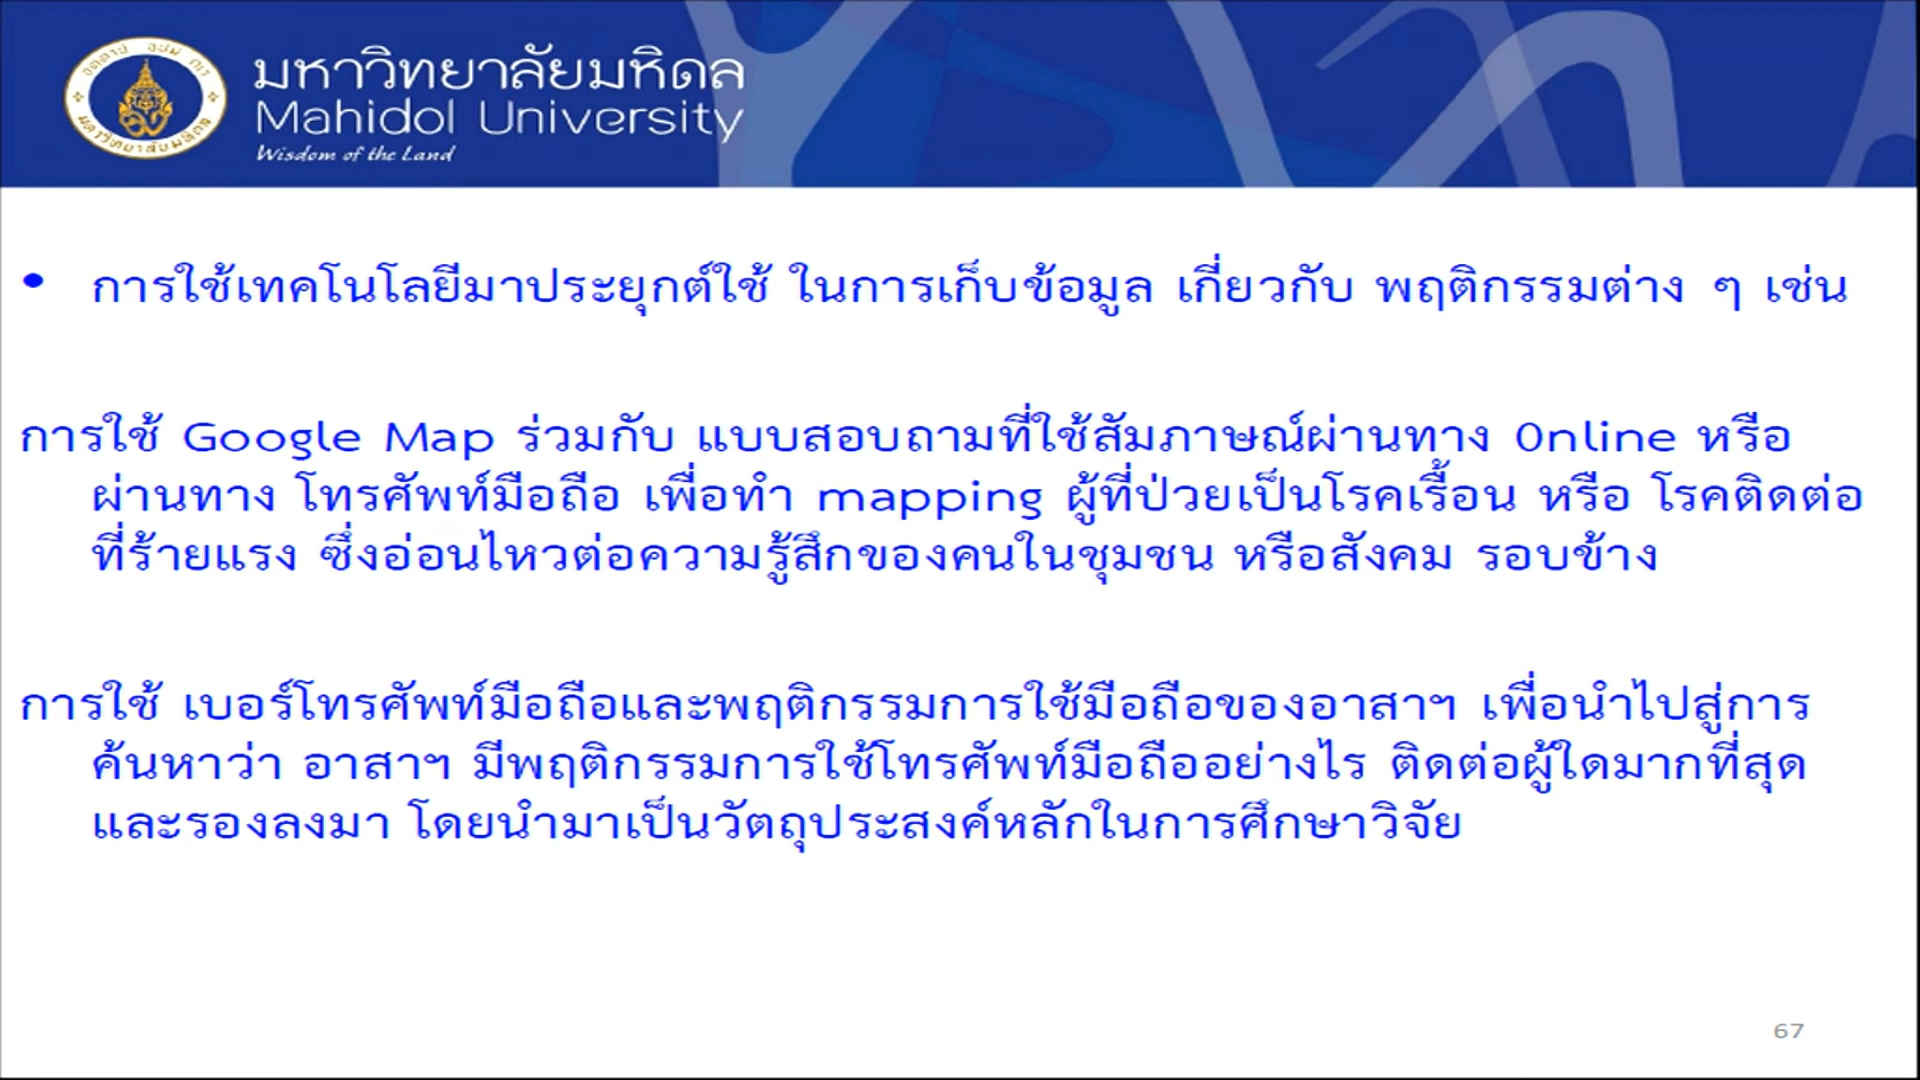 มหาวิทยาลัยมหิดล
Mahidol University
Wisdom of the Land
• การใช้เทคโนโลยีมาประยุกต์ใช้ ในการเก็บข้อมูล เกี่ยวกับ พฤติกรรมต่าง ๆ เช่น
การใช้ Google Map ร่วมกับ แบบสอบถามที่ใช้สัมภาษณ์ผ่านทาง Online หรือ
ผ่านทาง โทรศัพท์มือถือ เพื่อทำ mapping ผู้ที่ป่วยเป็นโรคเรื้อน หรือ โรคติดต่อ
ที่ร้ายแรง ซึ่งอ่อนไหวต่อความรู้สึกของคนในชุมชน หรือสังคม รอบข้าง
การใช้ เบอร์โทรศัพท์มือถือและพฤติกรรมการใช้มือถือของอาสาฯ เพื่อนำไปสู่การ
ค้นหาว่า อาสาฯ มีพฤติกรรมการใช้โทรศัพท์มือถืออย่างไร ติดต่อผู้ใดมากที่สุด
และรองลงมา โดยนำมาเป็นวัตถุประสงค์หลักในการศึกษาวิจัย
67